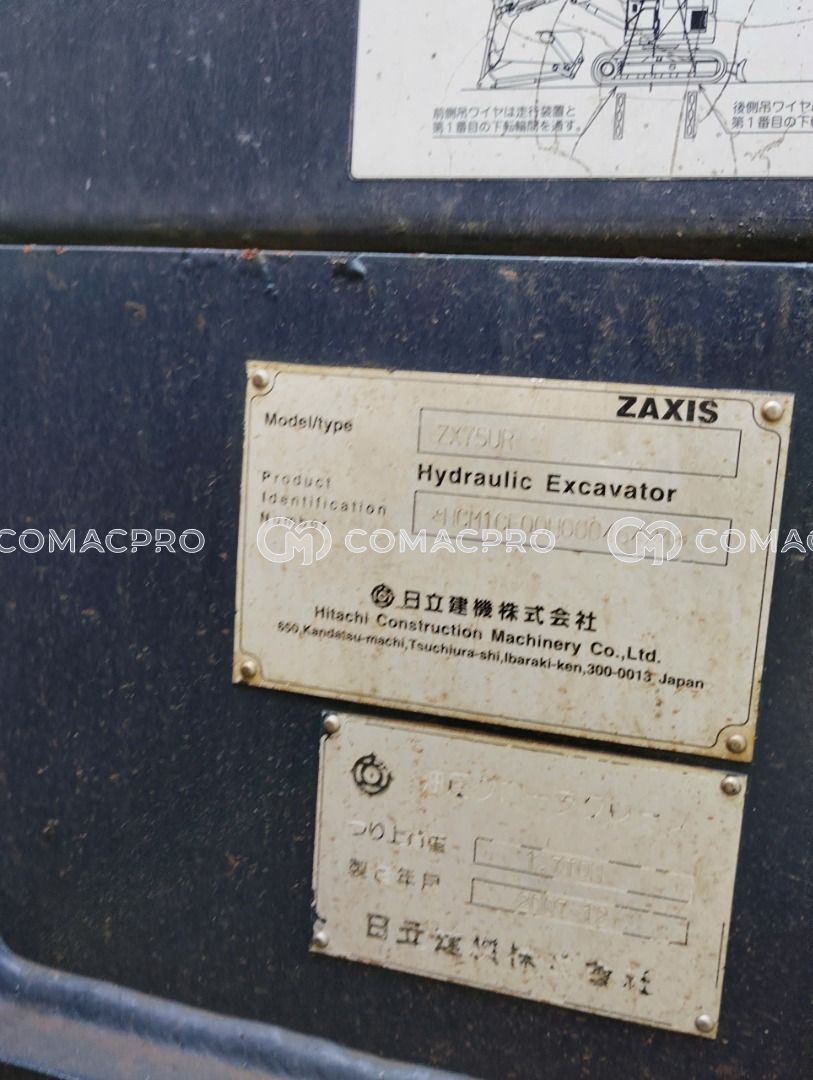 前側吊ワイヤは走行装置と
第1番目の下転輪間を通す。
後側吊ワイヤ
第1番目の下
ZAXIS
Model/type
ZX75UR
Hydraulic Excavator
Product
Identification
Number
COMACPRO COMACPRO COMACPRO
日立建機株式会社
Hitachi Construction Machinery Co.,Ltd.
650,Kandatsu-machi,Tsuchiura-shi,Ibaraki-ken,300-0013 Japan
つり上荷重
製造年月
日立建機株式会社